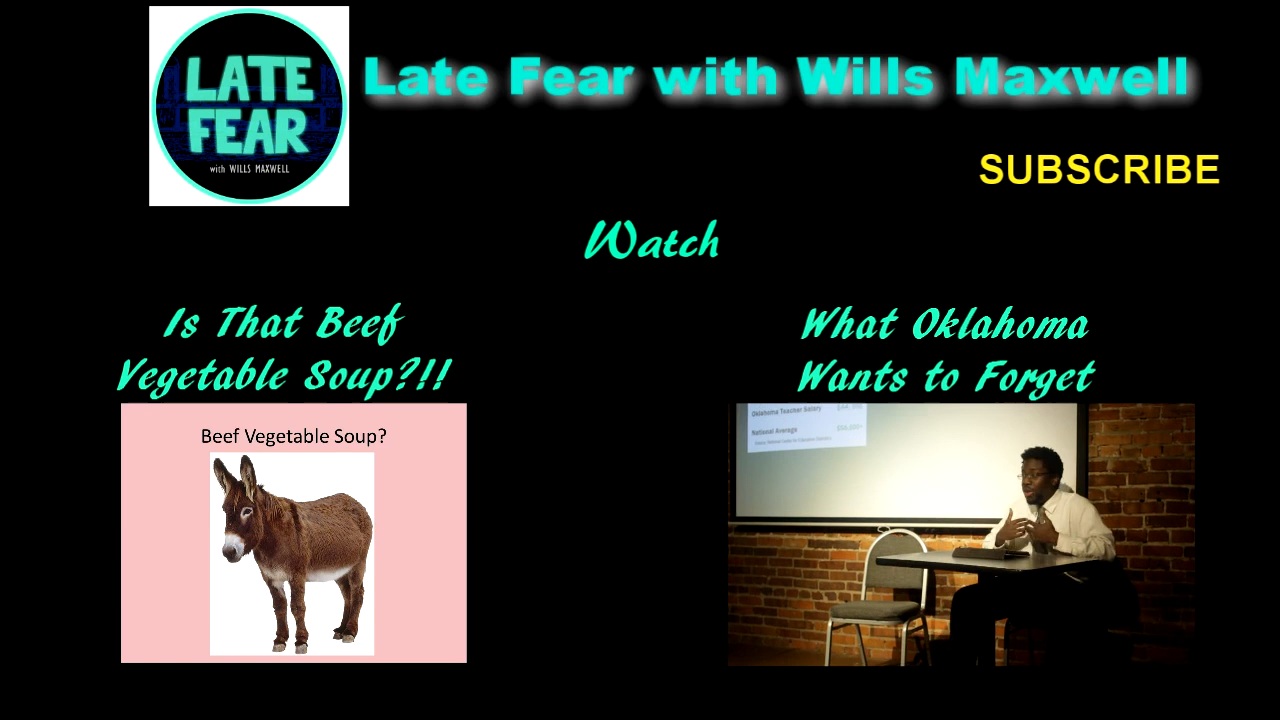 LATE
FEAR
with WILLS MAXWELL
Late Fear with Wills Maxwell
SUBSCRIBE
Watch
Is That Beef
Vegetable Soup?!!
Beef Vegetable Soup?
What Oklahoma
Wants to Forget
Oklahoma Teacher Salary
National Average